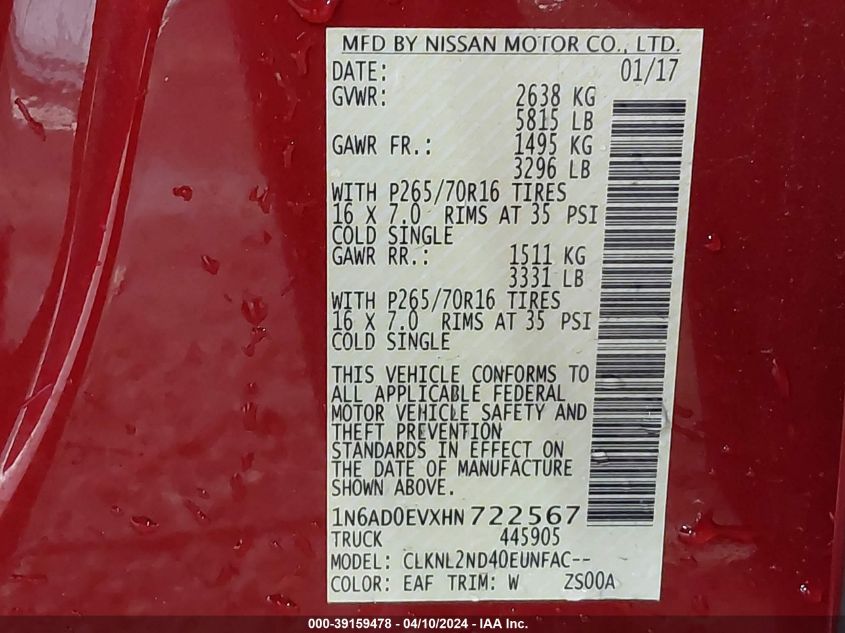 MFD BY NISSAN MOTOR CO., LTD.
DATE: 01/17
GVWR: 2638 KG
5815 LB
GAWR FR.: 1495 KG
3296 LB
WITH P265/70R16 TIRES
16 X 7.0 RIMS AT 35 PSI
COLD SINGLE
GAWR RR.: 1511 KG
3331 LB
WITH P265/70R16 TIRES
16 X 7.0 RIMS AT 35 PSI
COLD SINGLE
THIS VEHICLE CONFORMS TO
ALL APPLICABLE FEDERAL
MOTOR VEHICLE SAFETY AND
THEFT PREVENTION
STANDARDS IN EFFECT ON
THE DATE OF MANUFACTURE
SHOWN ABOVE.
1N6AD0EVXHN722567
TRUCK 445905
MODEL: CLKNL2ND40EUNFAC--
COLOR: EAF TRIM: W ZS00A
000-39159478 - 04/10/2024 - IAA Inc.